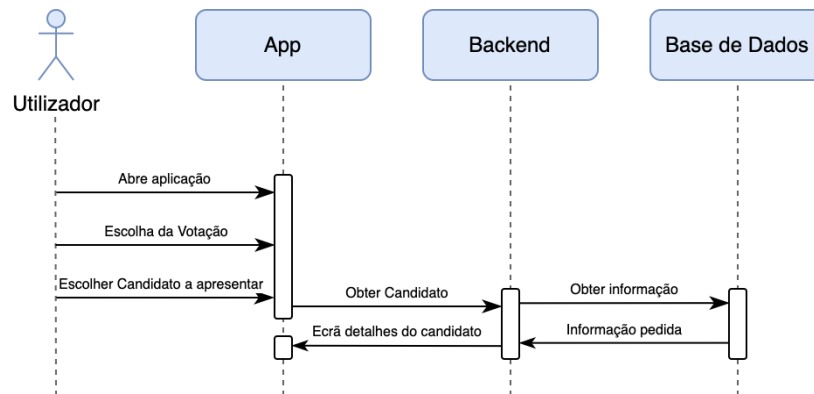 App
Backend
Base de Dados
Utilizador
Abre aplicação
Escolha da Votação
Escolher Candidato a apresentar
Obter Candidato
Obter informação
Ecrã detalhes do candidato
Informação pedida